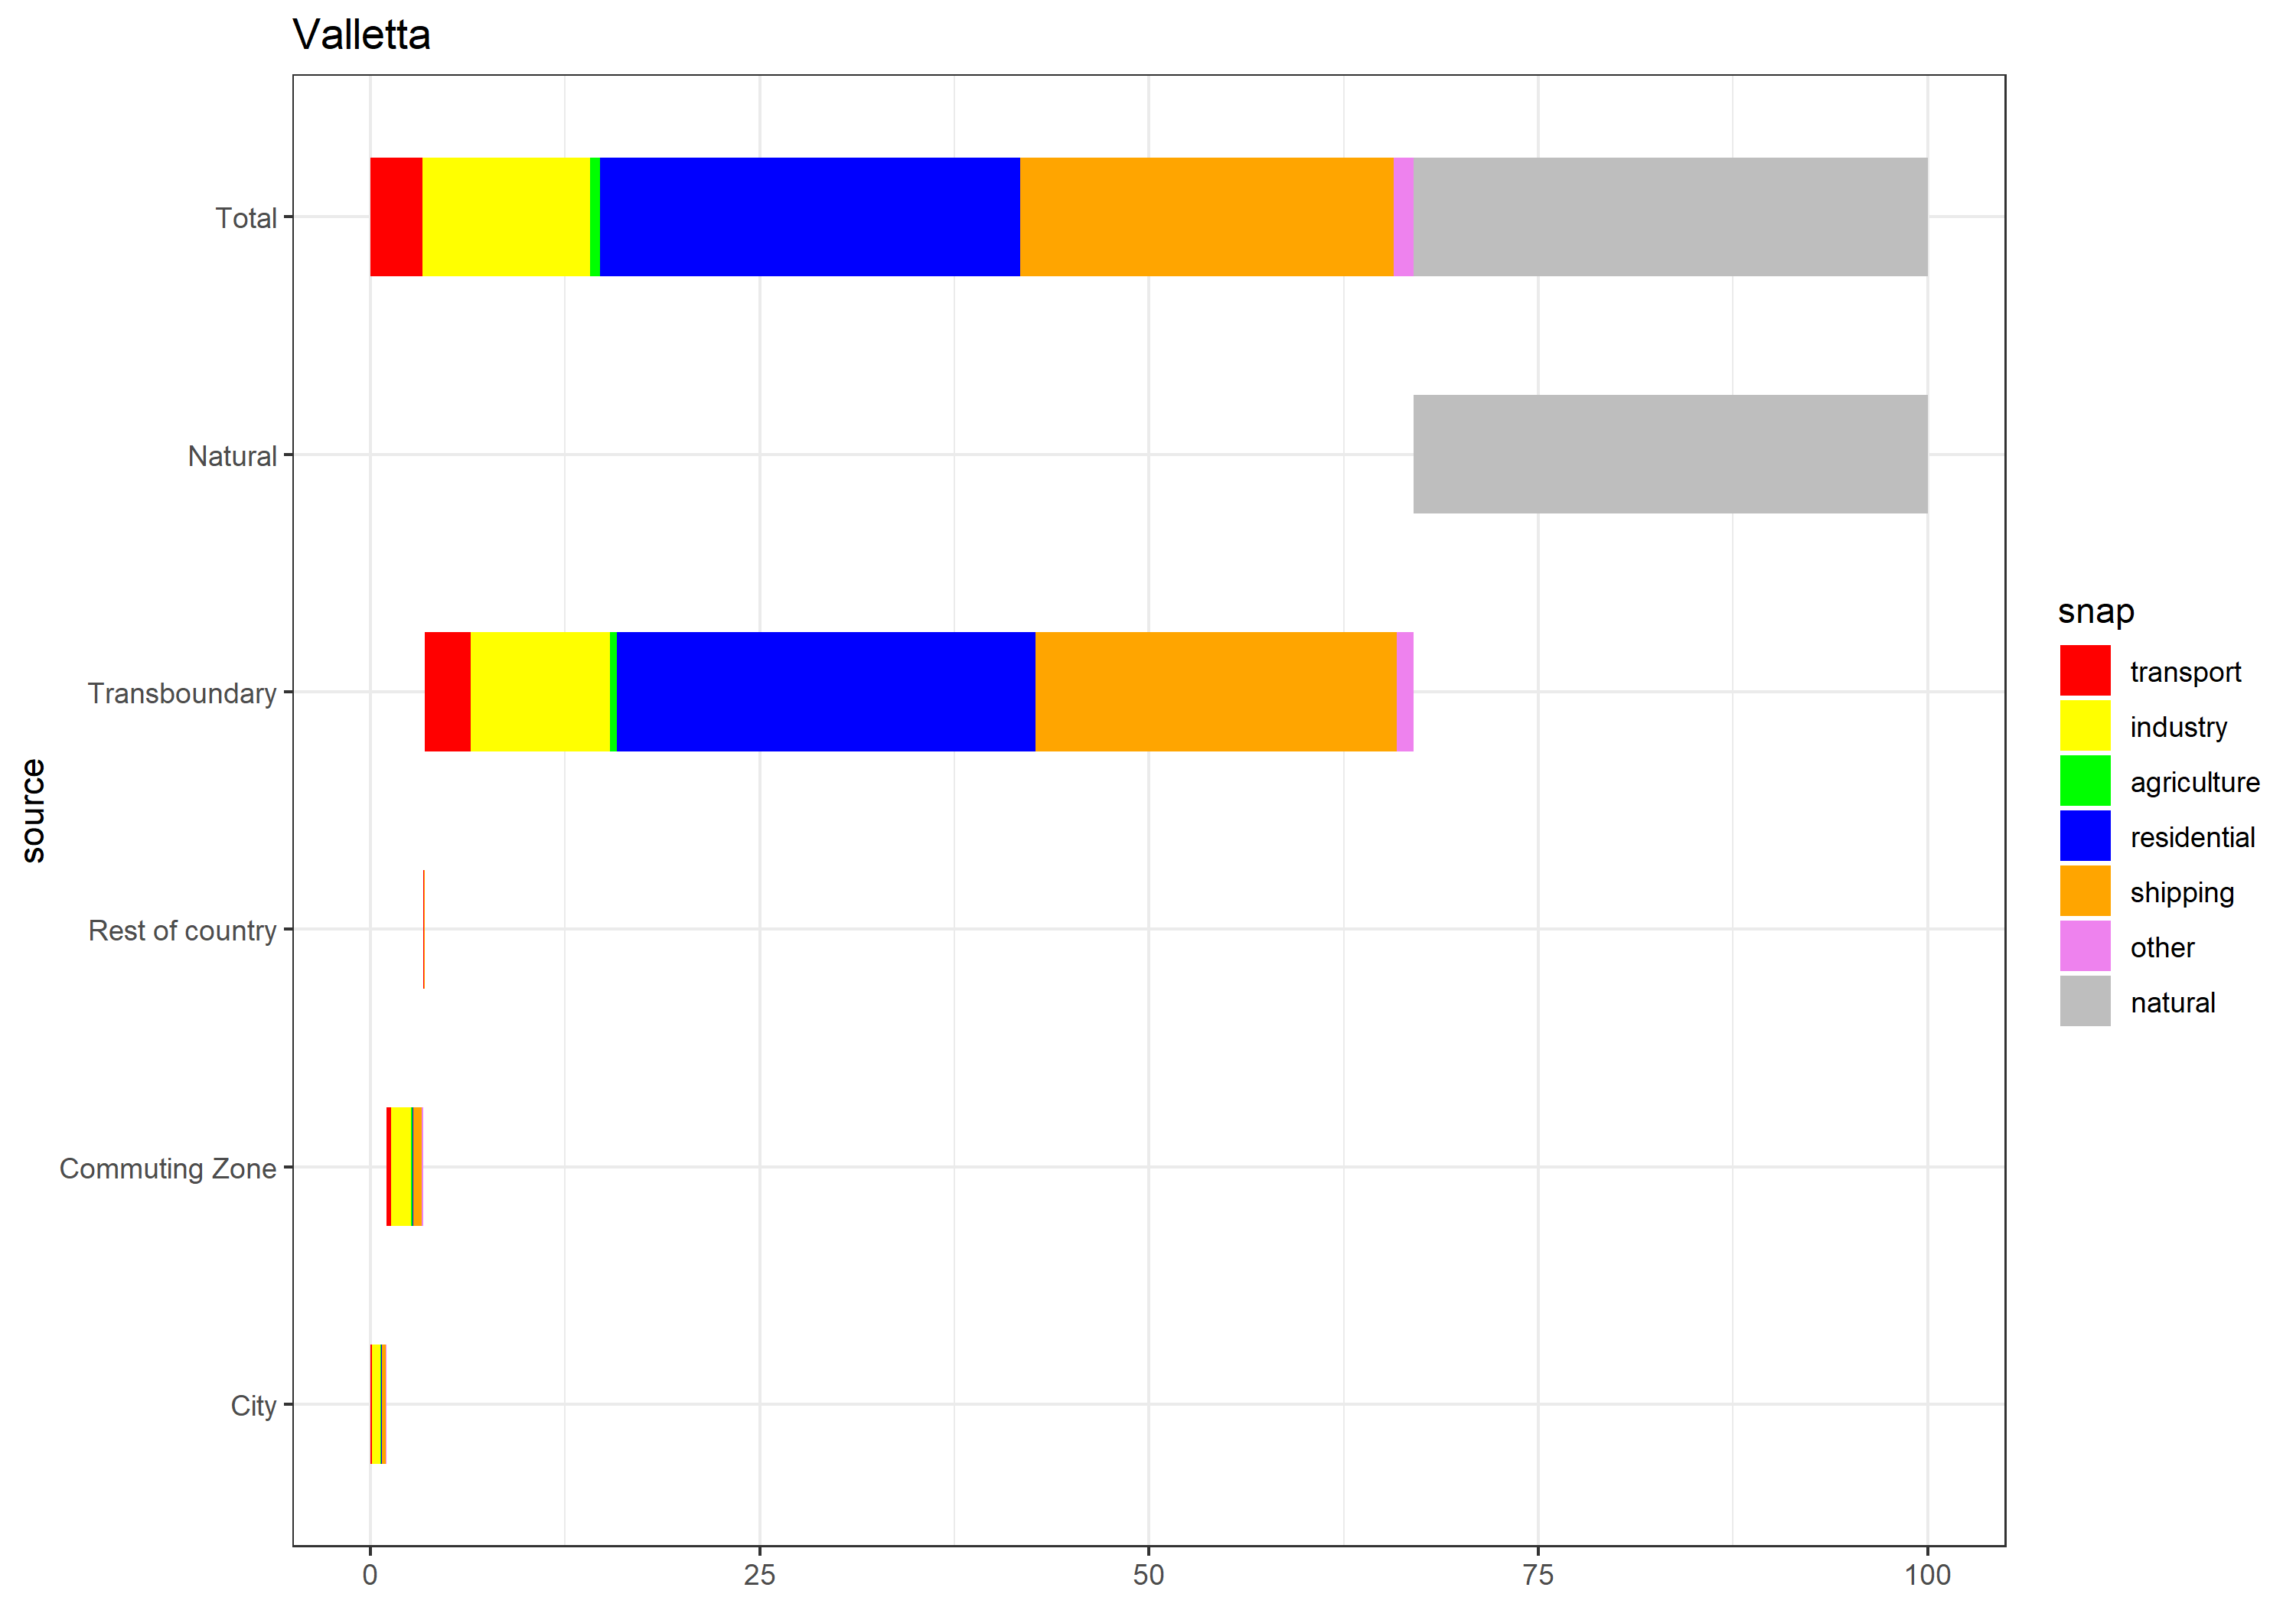 Valletta
source
Total
Natural
Transboundary
Rest of country
Commuting Zone
City
0 25 50 75 100
snap
transport
industry
agriculture
residential
shipping
other
natural